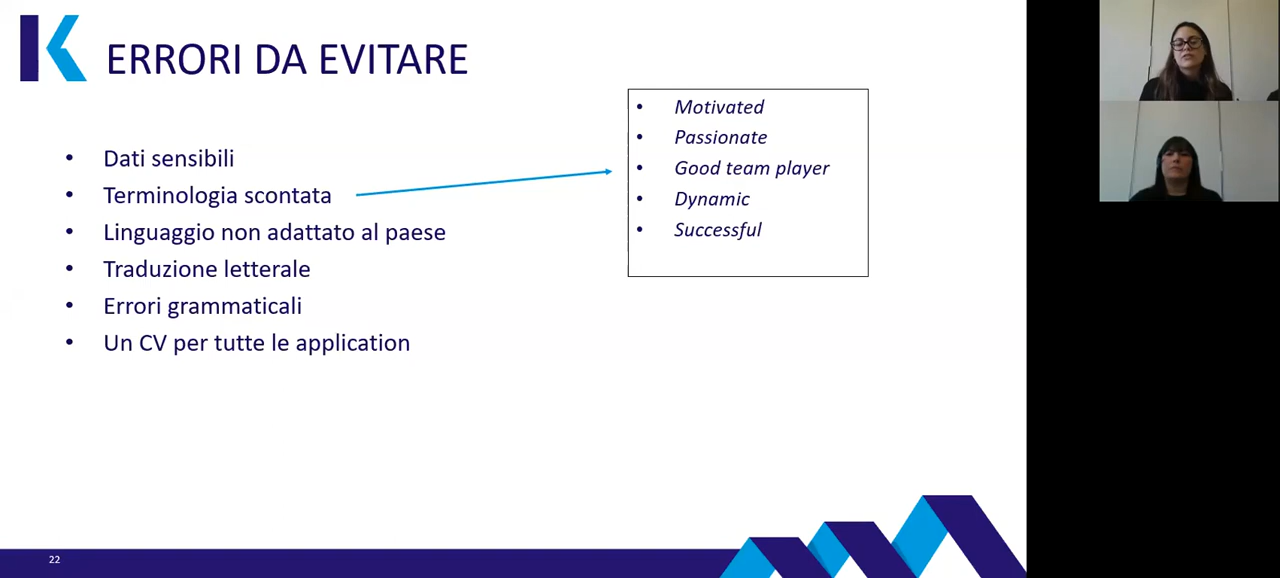 K ERRORI DA EVITARE
• Dati sensibili
• Terminologia scontata
• Linguaggio non adattato al paese
• Traduzione letterale
• Errori grammaticali
• Un CV per tutte le application
• Motivated
• Passionate
• Good team player
• Dynamic
• Successful
22